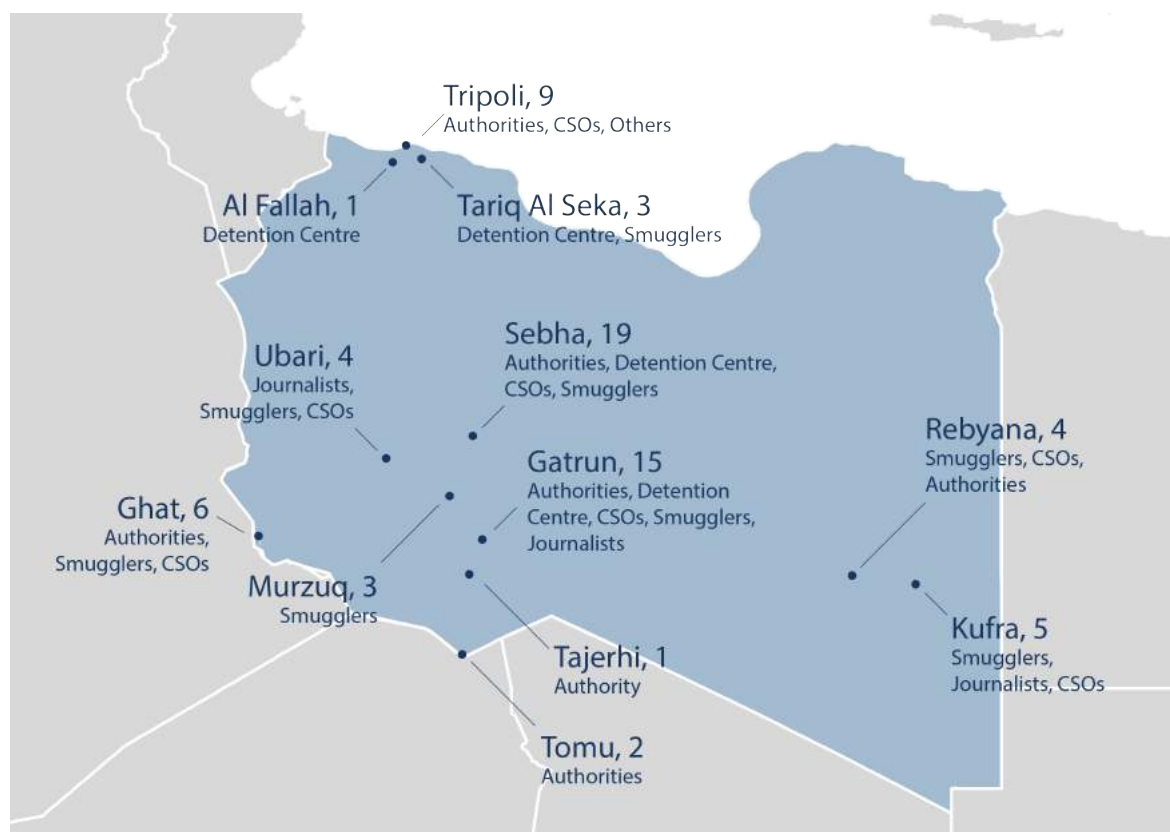 Tripoli, 9
Authorities, CSOs, Others
Al Fallah, 1
Detention Centre
Tariq Al Seka, 3
Detention Centre, Smugglers
Sebha, 19
Authorities, Detention Centre,
CSOs, Smugglers
Ubari, 4
Journalists,
Smugglers, CSOs
Rebyana, 4
Smugglers, CSOs,
Authorities
Gatrun, 15
Authorities, Detention
Centre, CSOs, Smugglers,
Journalists
Ghat, 6
Authorities,
Smugglers, CSOs
Murzuq, 3
Smugglers
Kufra, 5
Smugglers,
Journalists, CSOs
Tajerhi, 1
Authority
Tomu, 2
Authorities